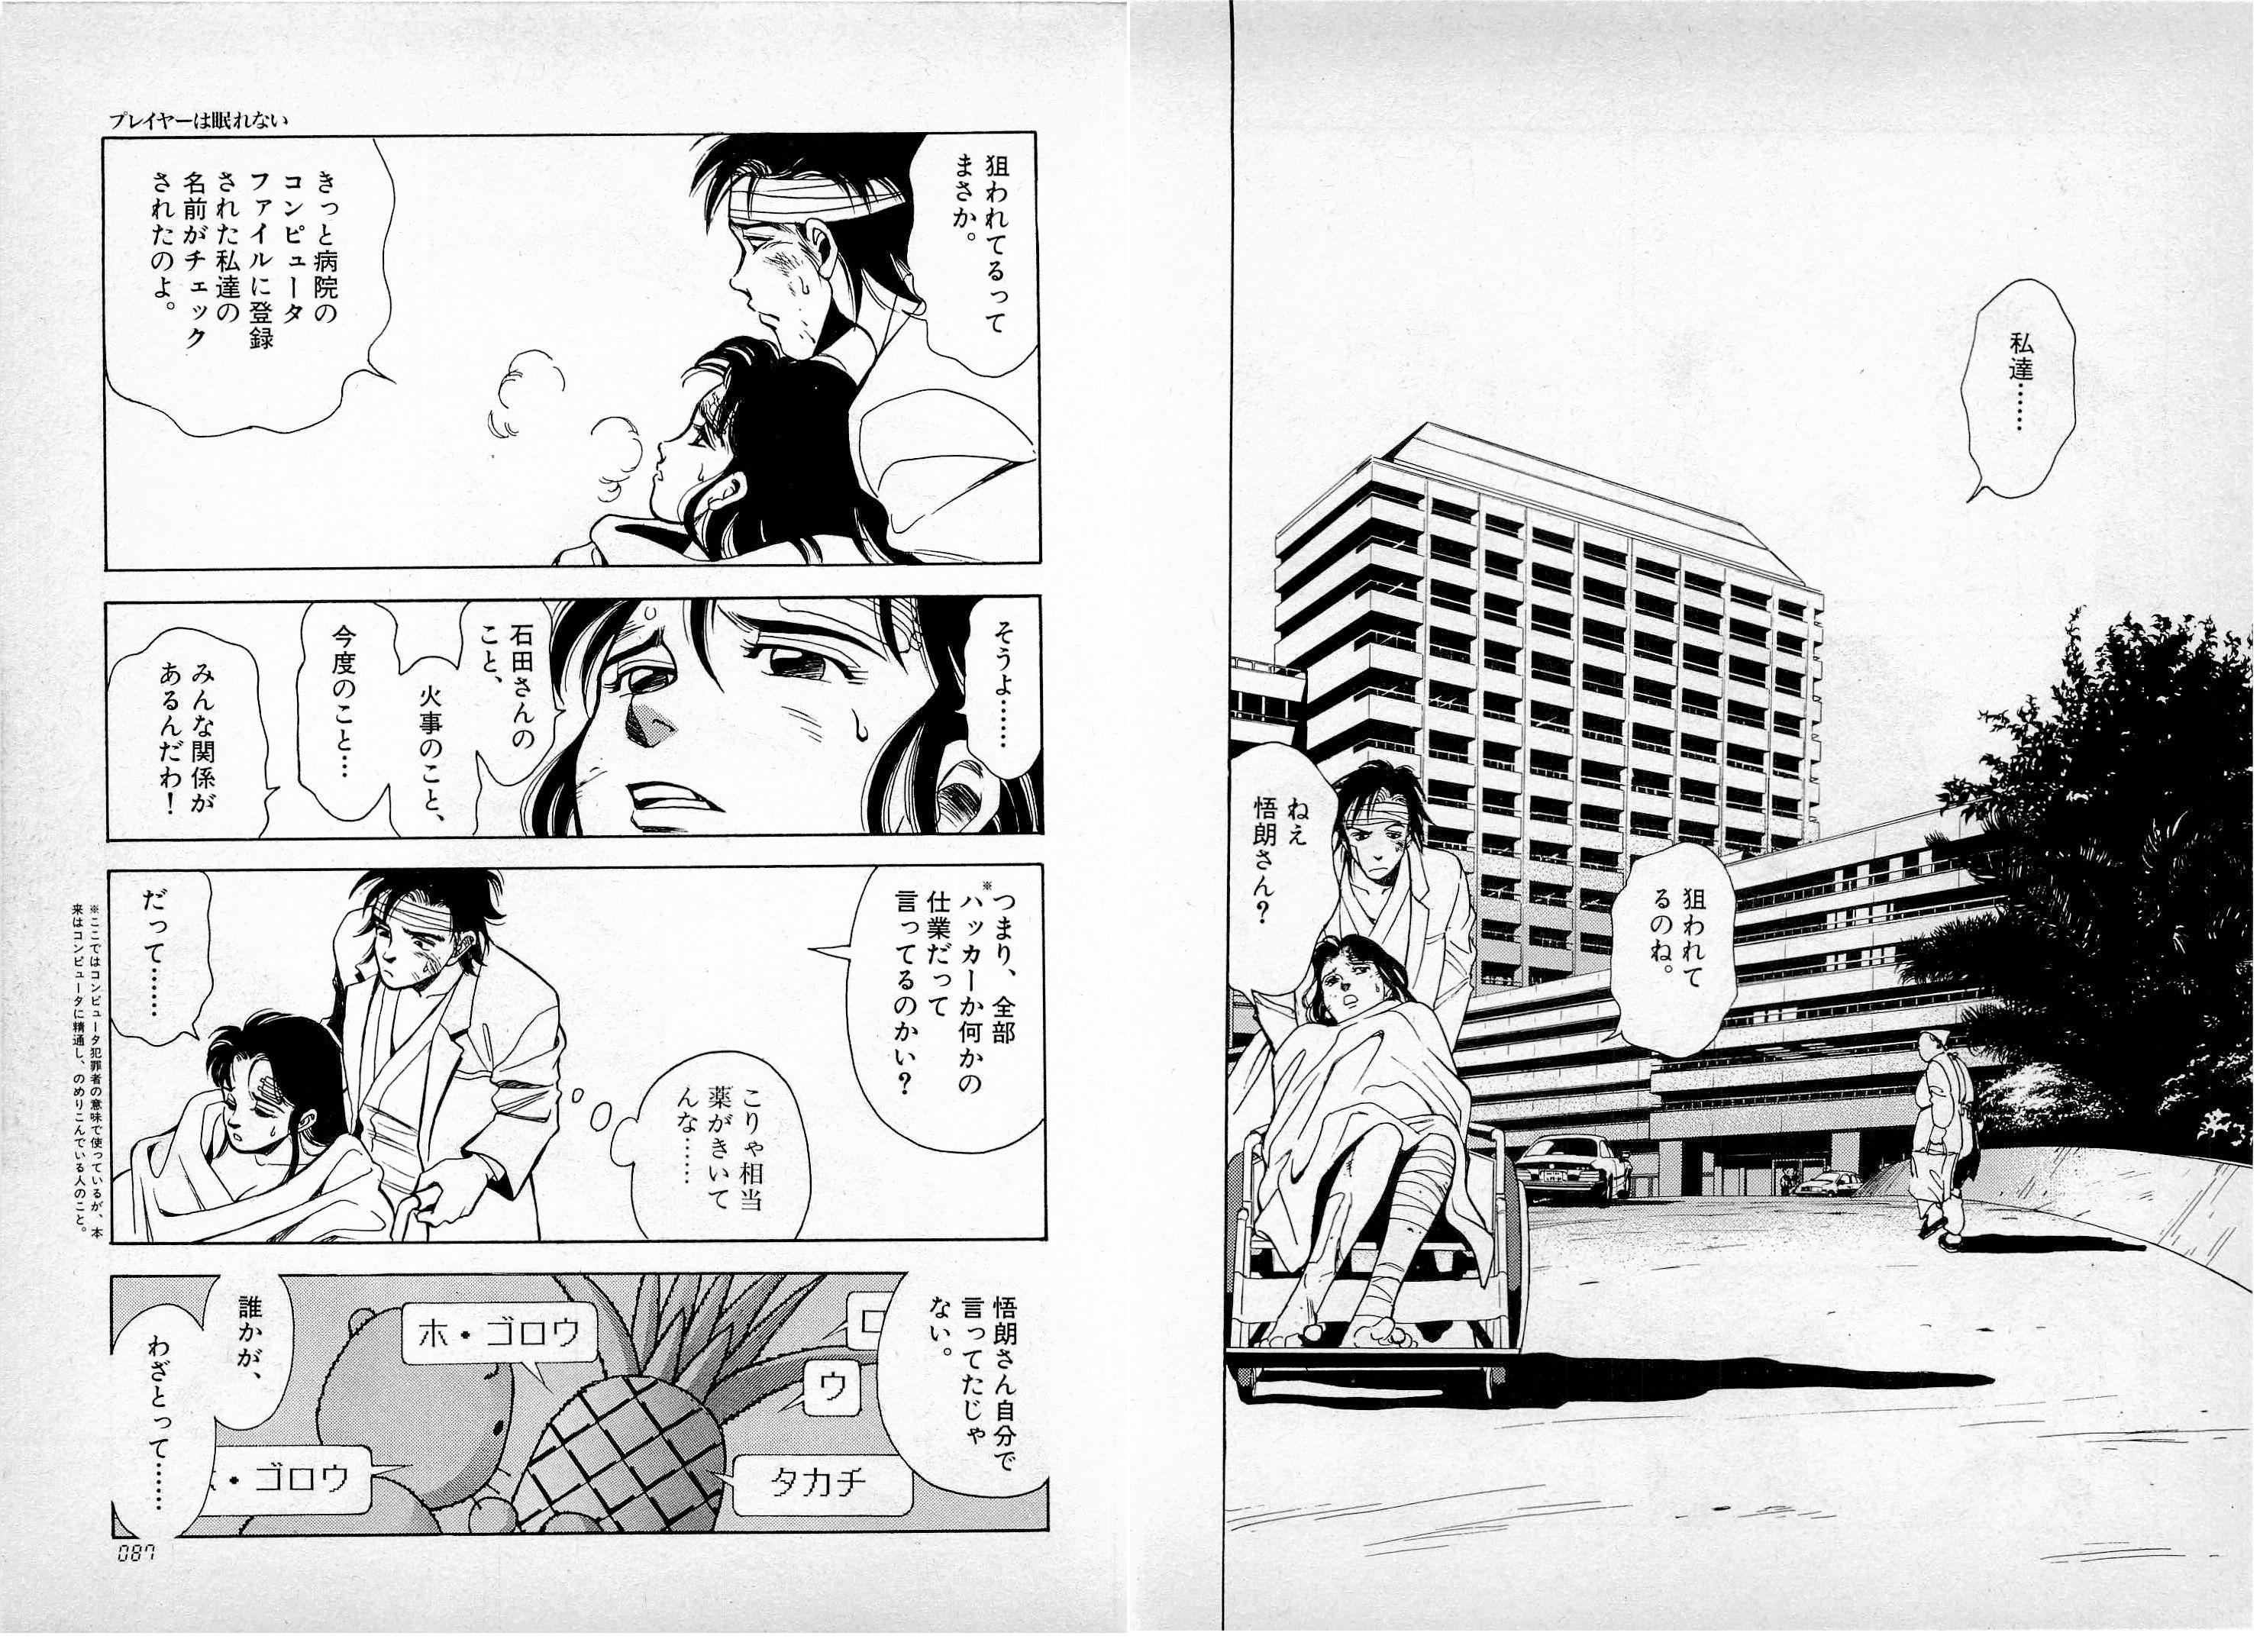 私達……
狙われて
るのね。
ねえ
悟朗さん？
プレイヤーは眠れない
狙われてるって
まさか。
きっと病院の
コンピュータ
ファイルに登録
された私達の
名前がチェック
されたのよ。
そうよ……
石田さんの
こと、
火事のこと、
今度のこと…
みんな関係が
あるんだわ！
つまり、全部
※ハッカーか何かの
仕業だって
言ってるのかい？
こりゃ相当
薬がきいて
んな……
だって……
※ここではコンピュータ犯罪者の意味で使っているが、本
来はコンピュータに精通し、のめりこんでいる人のこと。
悟朗さん自分で
言ってたじゃ
ない。
ロ
ウ
タカチ
ホ・ゴロウ
・ゴロウ
誰かが、
わざとって……
087